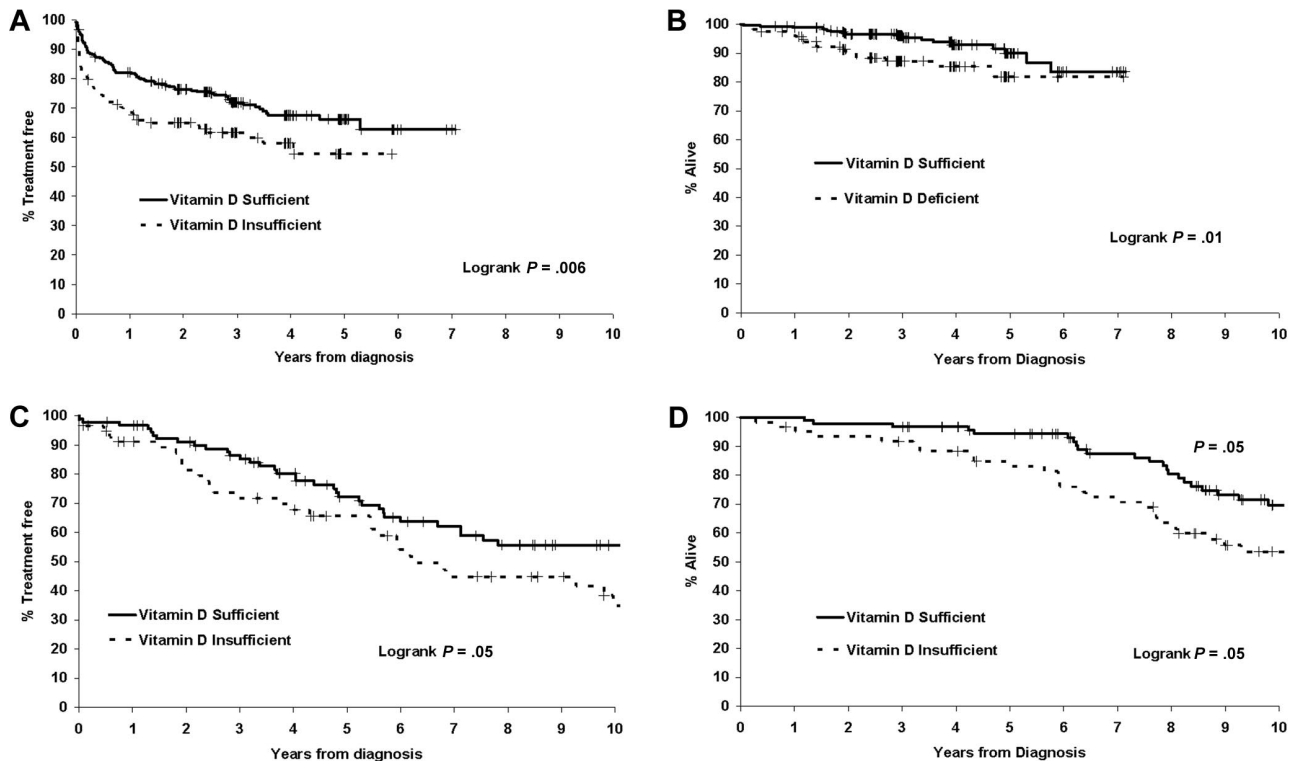 A
% Treatment free
100
90
80
70
60
50
40
30
20
10
0
Vitamin D Sufficient
Vitamin D Insufficient
Logrank P = .006
0 1 2 3 4 5 6 7 8 9 10
Years from diagnosis
B
% Alive
100
90
80
70
60
50
40
30
20
10
0
Vitamin D Sufficient
Vitamin D Deficient
Logrank P = .01
0 1 2 3 4 5 6 7 8 9 10
Years from Diagnosis
C
% Treatment free
100
90
80
70
60
50
40
30
20
10
0
Vitamin D Sufficient
Vitamin D Insufficient
Logrank P = .05
0 1 2 3 4 5 6 7 8 9 10
Years from diagnosis
D
% Alive
100
90
80
70
60
50
40
30
20
10
0
P = .05
Vitamin D Sufficient
Vitamin D Insufficient
Logrank P = .05
0 1 2 3 4 5 6 7 8 9 10
Years from Diagnosis